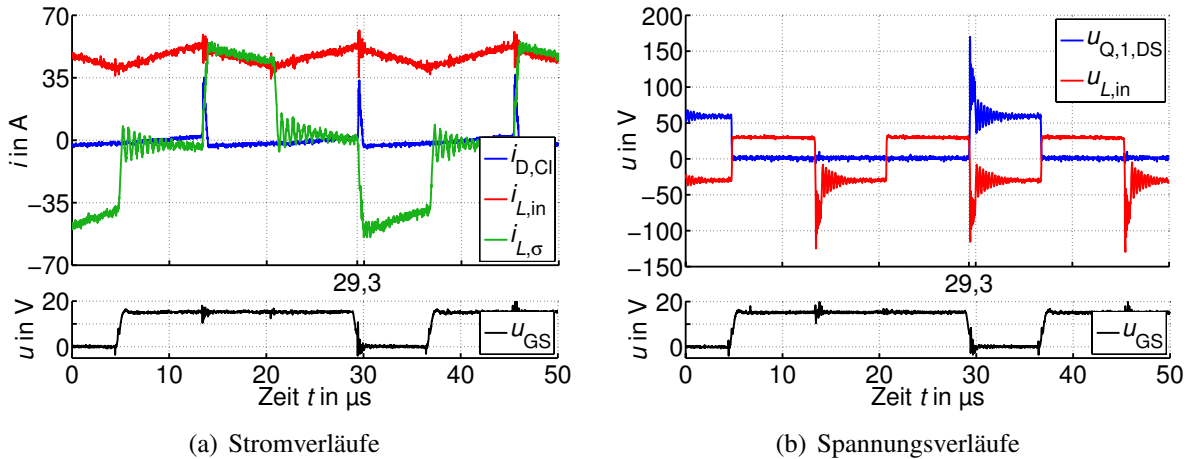 70
35
0
−35
−70
i in A
i_D,Cl
i_L,in
i_L,σ
29,3
20
0
u in V
u_GS
0 10 20 30 40 50
Zeit t in µs
(a) Stromverläufe
200
150
100
50
0
−50
−100
−150
u in V
u_Q,1,DS
u_L,in
29,3
20
0
u in V
u_GS
0 10 20 30 40 50
Zeit t in µs
(b) Spannungsverläufe